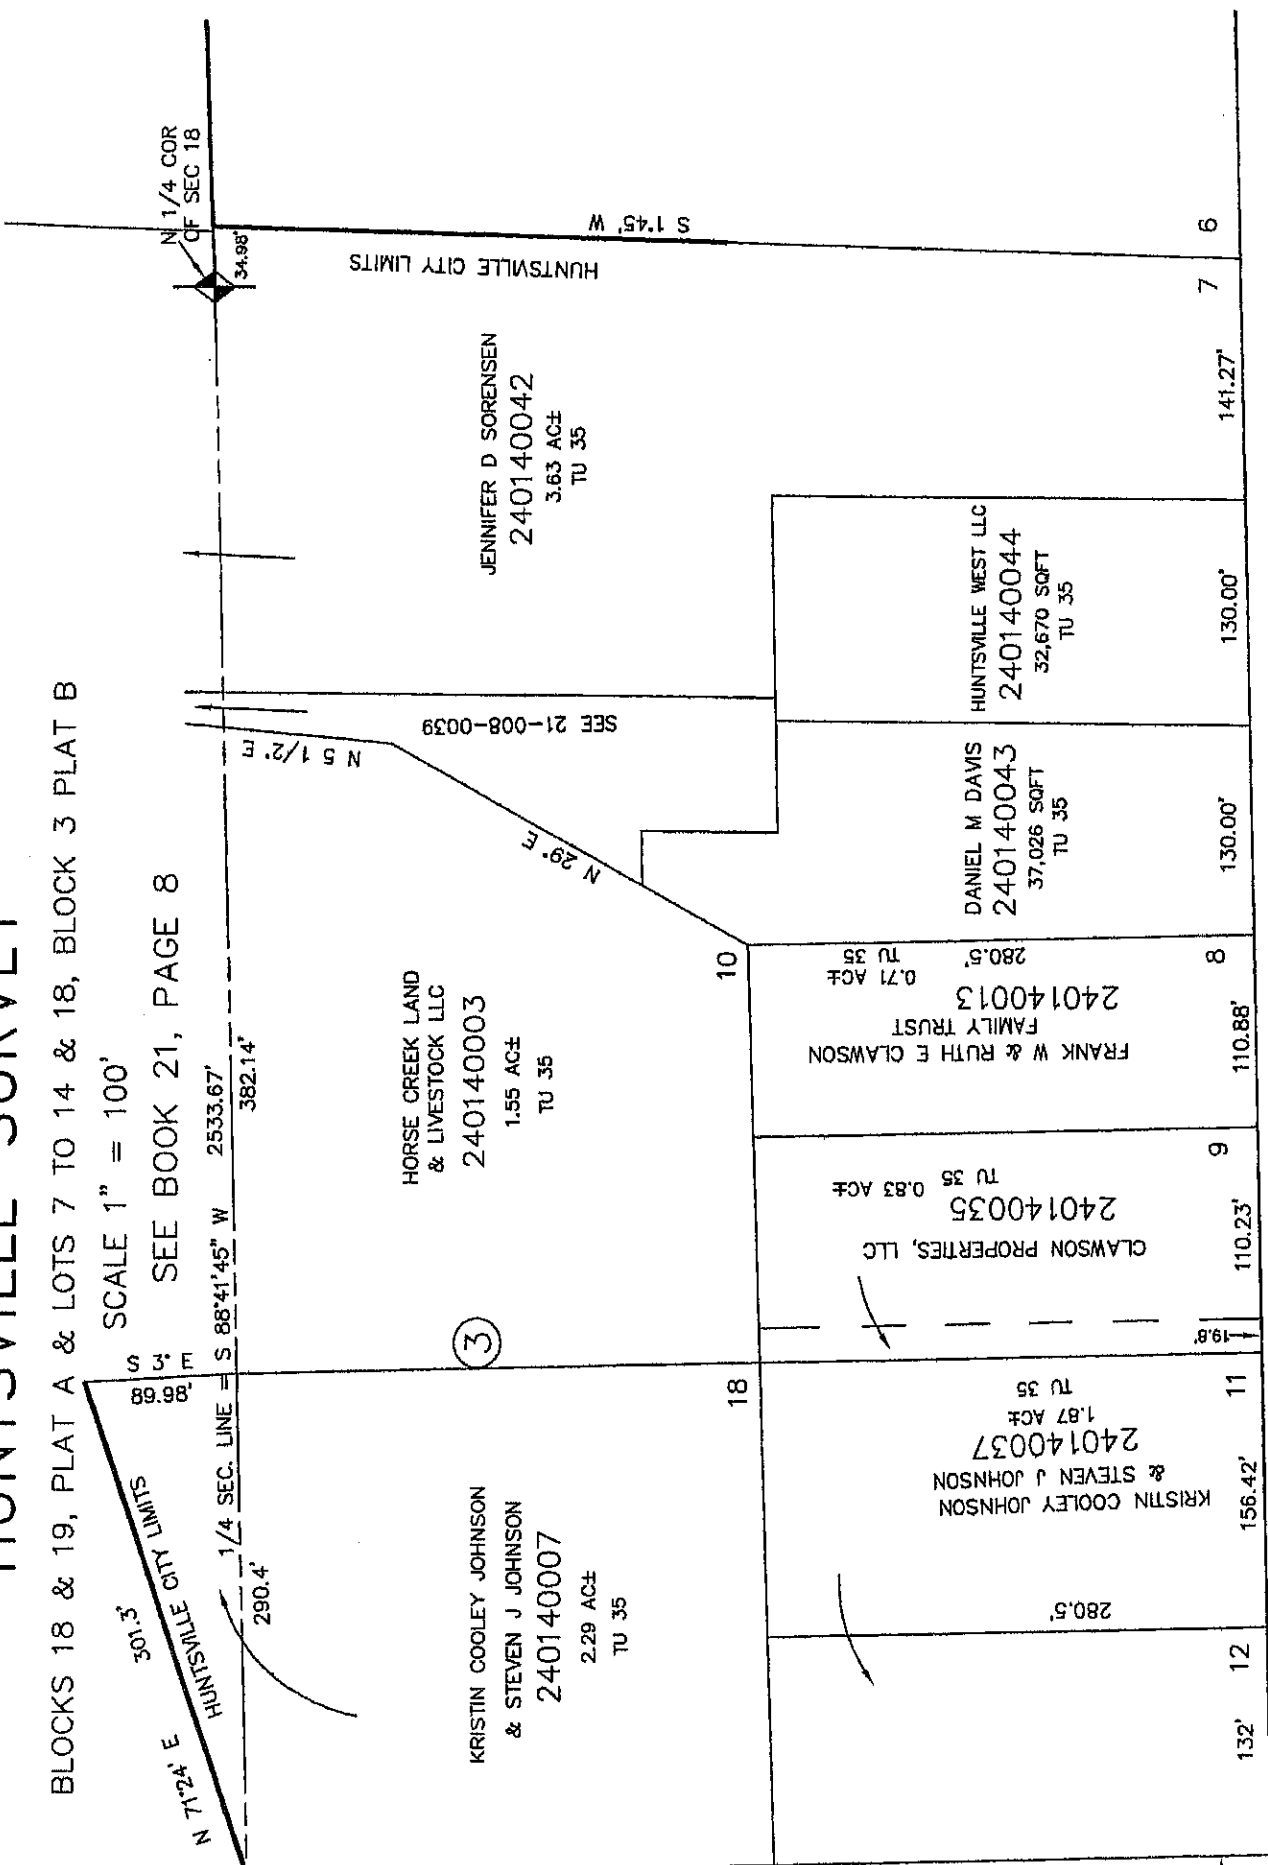 HUNTSVILLE SURVEY
BLOCKS 18 & 19, PLAT A & LOTS 7 TO 14 & 18, BLOCK 3 PLAT B
SCALE 1" = 100'
SEE BOOK 21, PAGE 8
N 1/4 COR
OF SEC 18
34.98'
S 1°45' W
HUNTSVILLE CITY LIMITS
N 71°24' E
301.3'
HUNTSVILLE CITY LIMITS
S 3° E
89.98'
1/4 SEC. LINE = S 88°41'45" W
2533.67'
290.4'
382.14'
N 5 1/2° E
N 29° E
SEE 21-008-0039
KRISTIN COOLEY JOHNSON
& STEVEN J JOHNSON
240140007
2.29 AC±
TU 35
3
HORSE CREEK LAND
& LIVESTOCK LLC
240140003
1.55 AC±
TU 35
JENNIFER D SORENSEN
240140042
3.63 AC±
TU 35
18
10
KRISTIN COOLEY JOHNSON
& STEVEN J JOHNSON
240140037
1.87 AC±
TU 35
280.5'
CLAWSON PROPERTIES, LLC
240140035
0.83 AC±
TU 35
FRANK W & RUTH E CLAWSON
FAMILY TRUST
240140013
0.71 AC±
TU 35
280.5'
DANIEL M DAVIS
240140043
37,026 SQFT
TU 35
HUNTSVILLE WEST LLC
240140044
32,670 SQFT
TU 35
12
11
9
8
7
6
132'
156.42'
19.8'
110.23'
110.88'
130.00'
130.00'
141.27'